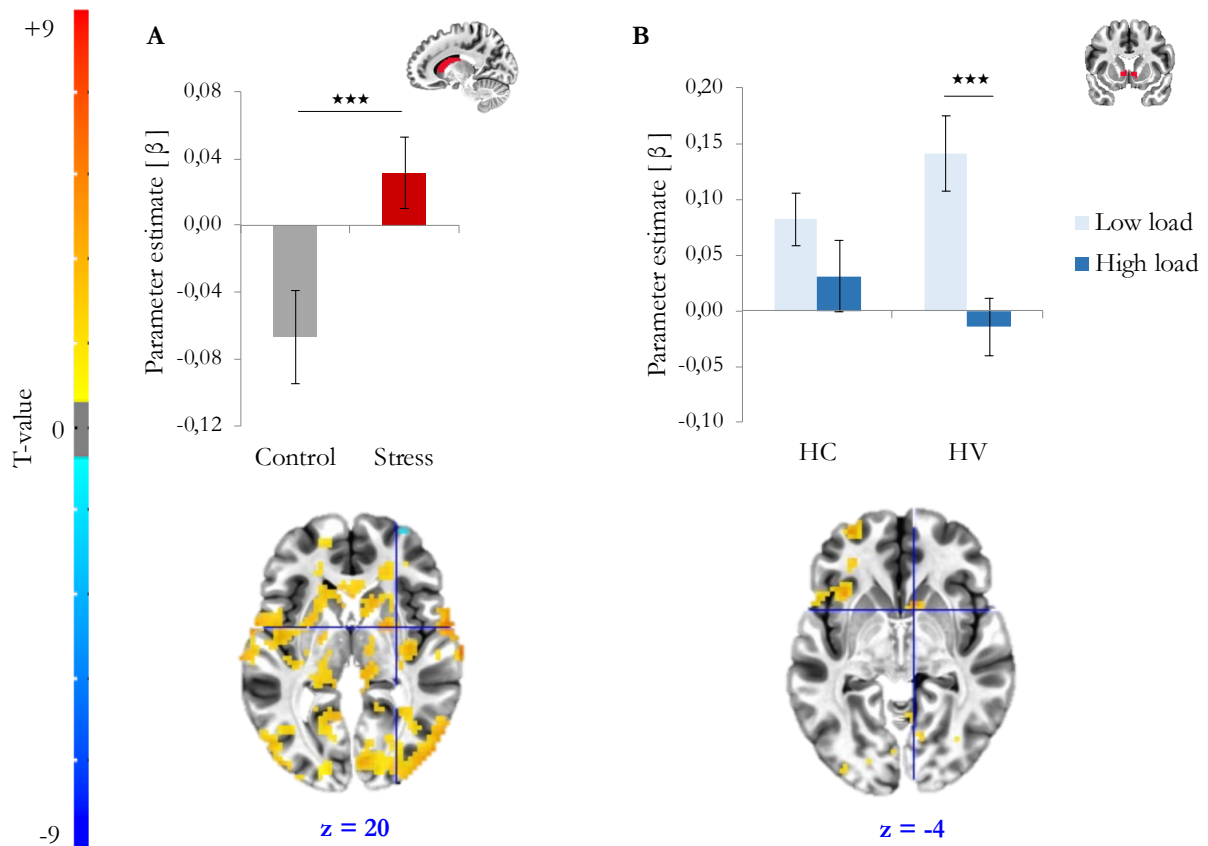 +9
T-value
0
-9
A
★★★
Parameter estimate [ β ]
0,08
0,04
0,00
-0,04
-0,08
-0,12
Control
Stress
z = 20
B
★★★
Parameter estimate [ β ]
0,20
0,15
0,10
0,05
0,00
-0,05
-0,10
HC
HV
Low load
High load
z = -4